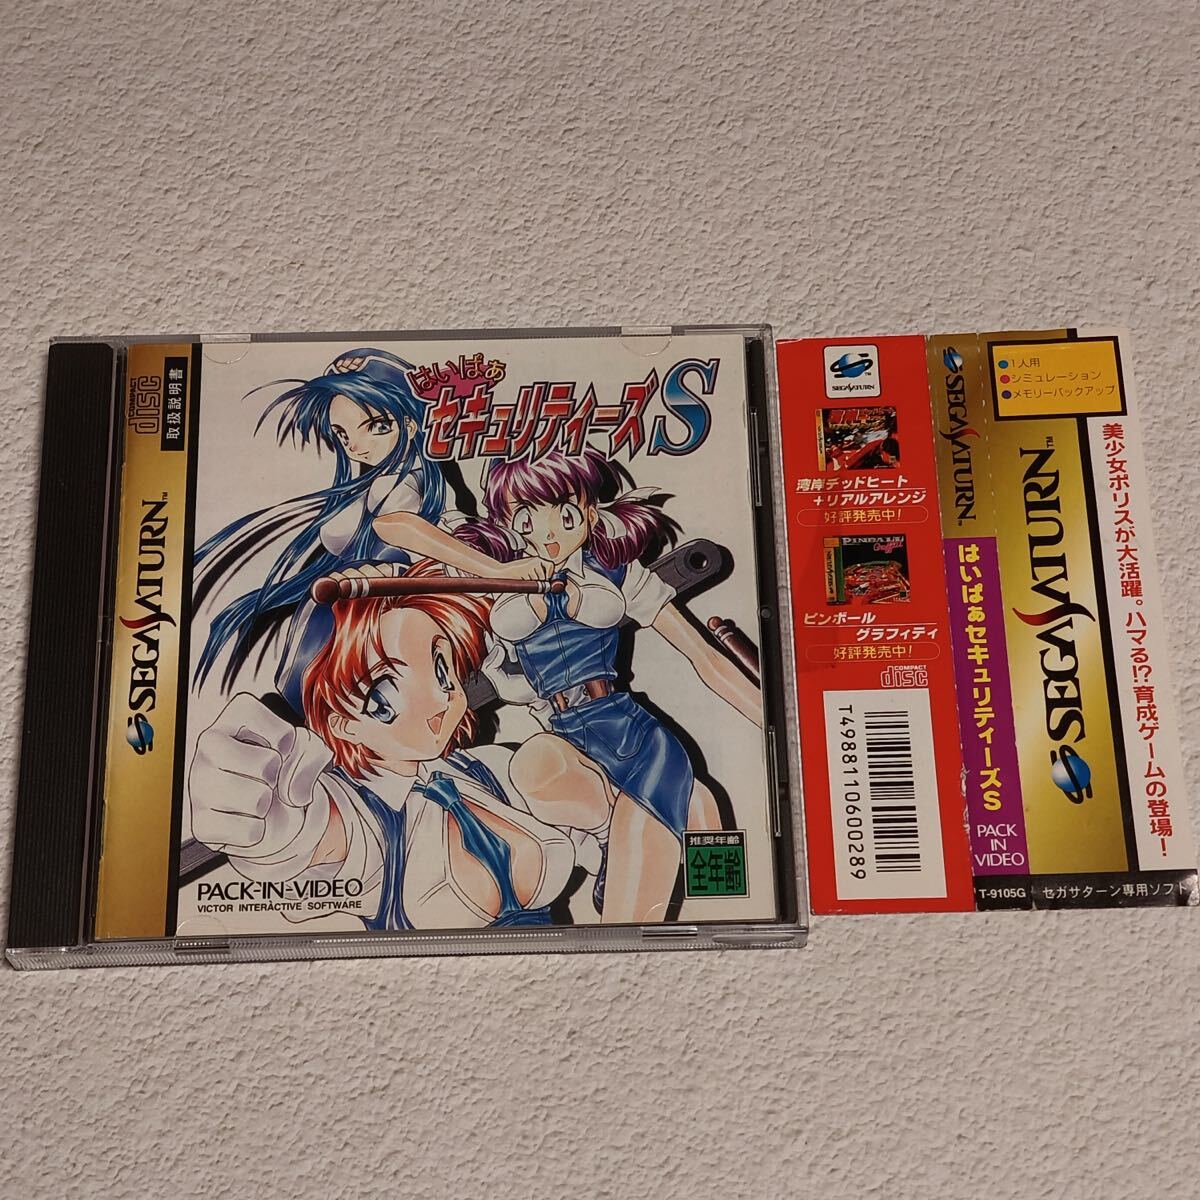 COMPACT
disc
取扱説明書
SEGA SATURN™
はいぱぁ
セキュリティーズS
推奨年齢
全年齢
PACK-IN-VIDEO
VICTOR INTERACTIVE SOFTWARE
SEGA SATURN
湾岸デッドヒート
+リアルアレンジ
好評発売中!
PINBALL
Graffiti
ピンボール
グラフィティ
好評発売中!
COMPACT
disc
T4988110600289
SEGA SATURN™
はいぱぁセキュリティーズS
PACK
IN
VIDEO
T-9105G
●1人用
●シミュレーション
●メモリーバックアップ
SEGA SATURN™
美少女ポリスが大活躍。ハマる!?育成ゲームの登場!
セガサターン専用ソフト